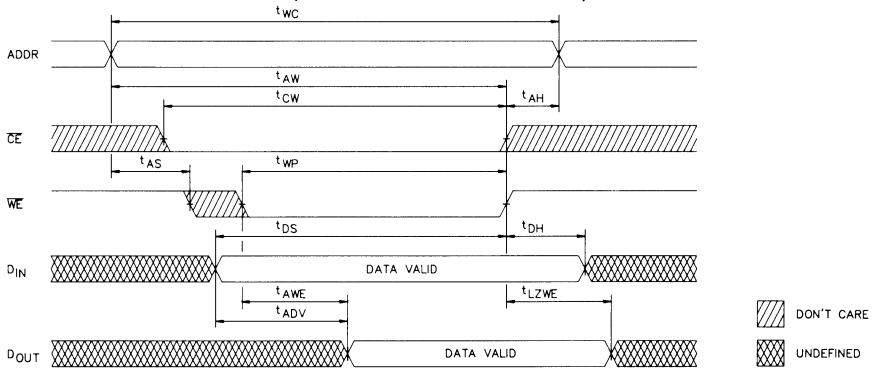 tWC
ADDR
tAW
tCW
tAH
CE
tAS
tWP
WE
tDS
tDH
DIN
DATA VALID
tAWE
tLZWE
tADV
DON'T CARE
DOUT
DATA VALID
UNDEFINED